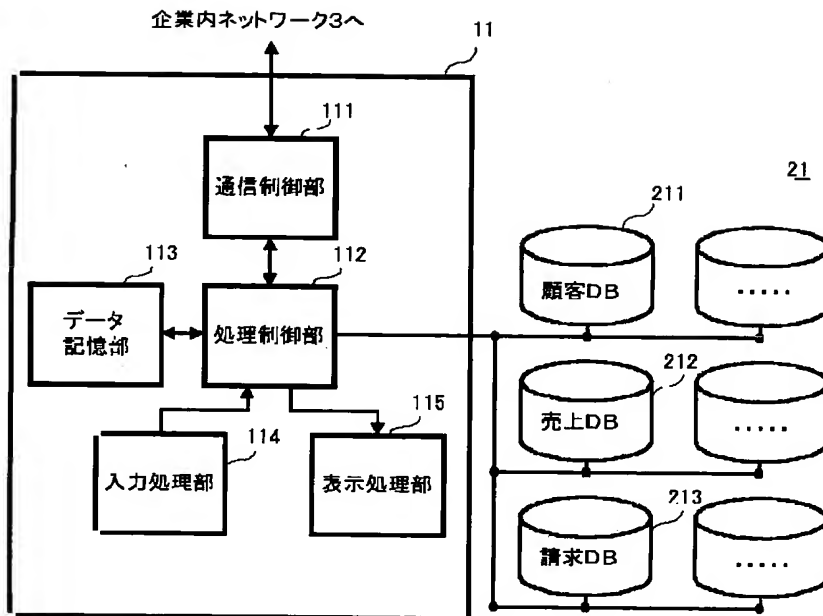 企業内ネットワーク3へ
11
111
通信制御部
21
211
顧客DB
.....
113
112
データ
記憶部
処理制御部
212
売上DB
.....
114
115
入力処理部
表示処理部
213
請求DB
.....